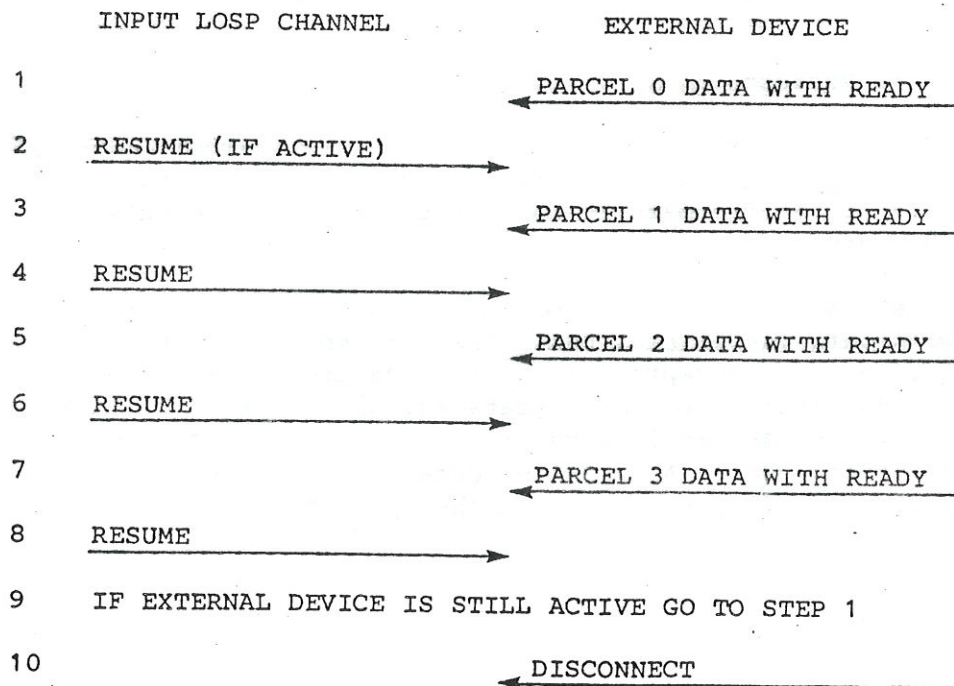 INPUT LOSP CHANNEL EXTERNAL DEVICE
1 PARCEL 0 DATA WITH READY
2 RESUME (IF ACTIVE)
3 PARCEL 1 DATA WITH READY
4 RESUME
5 PARCEL 2 DATA WITH READY
6 RESUME
7 PARCEL 3 DATA WITH READY
8 RESUME
9 IF EXTERNAL DEVICE IS STILL ACTIVE GO TO STEP 1
10 DISCONNECT